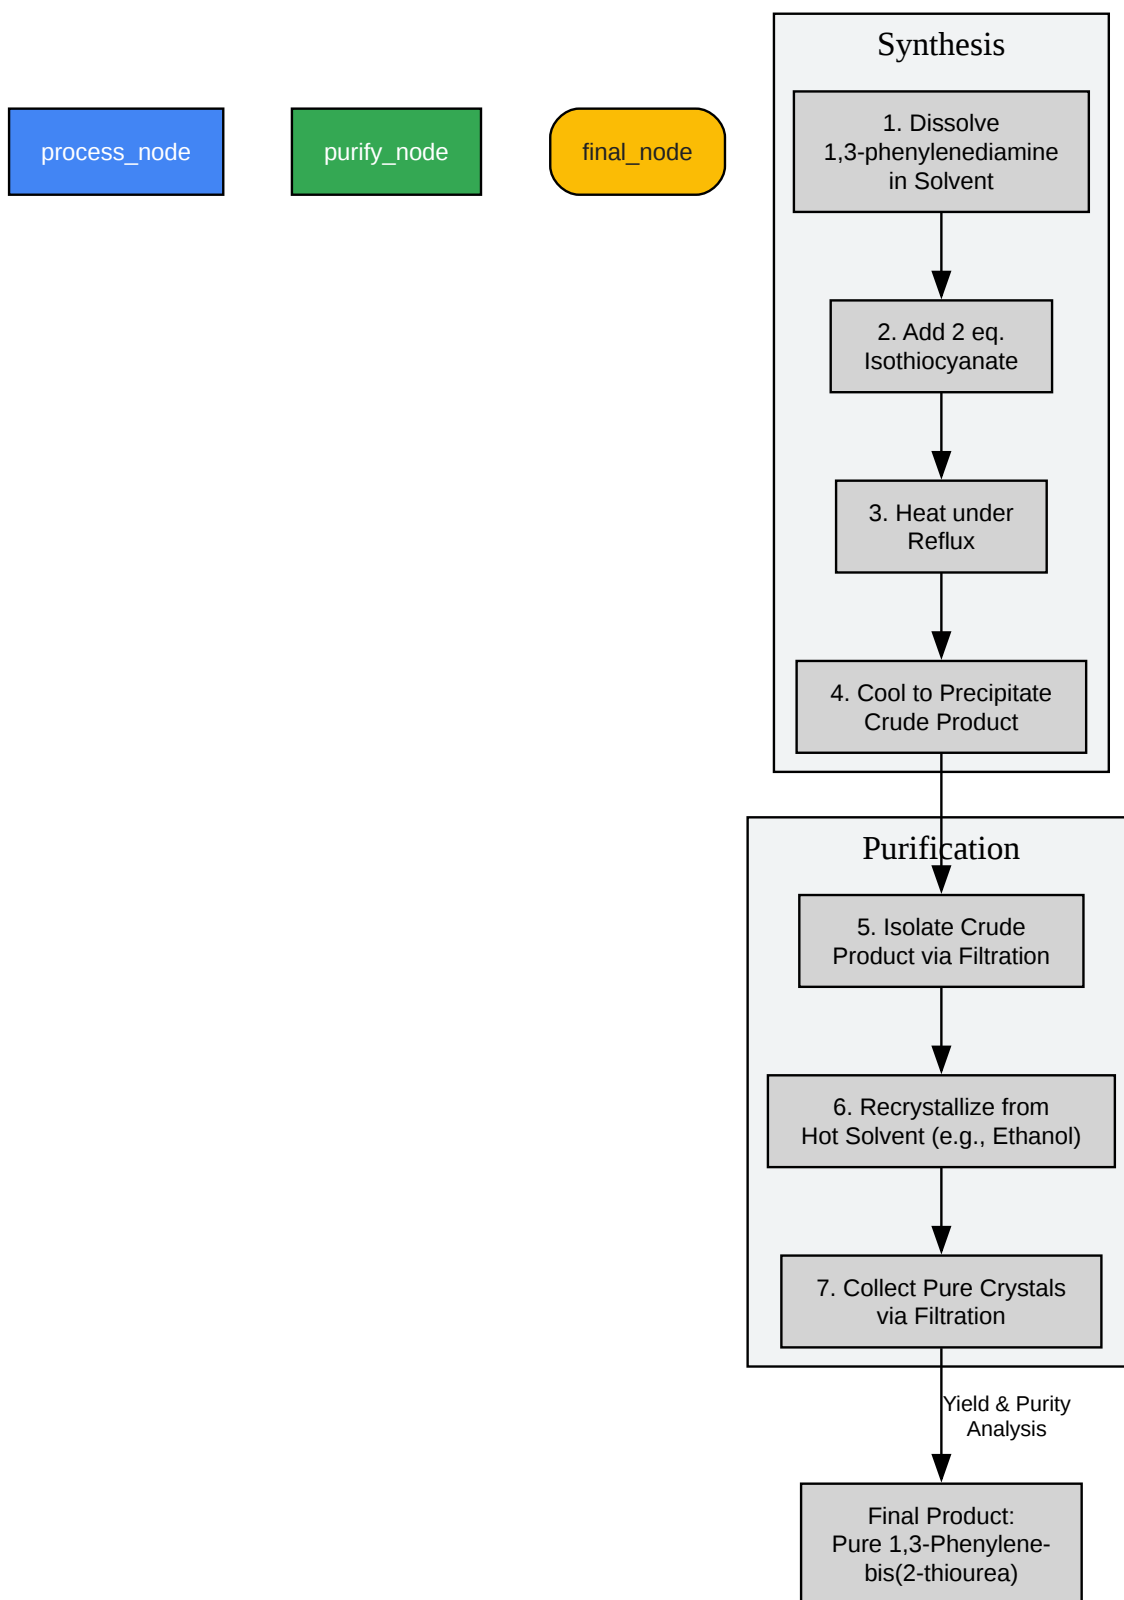 Synthesis
process_node
purify_node
final_node
1. Dissolve
1,3-phenylenediamine
in Solvent
2. Add 2 eq.
Isothiocyanate
3. Heat under
Reflux
4. Cool to Precipitate
Crude Product
Purification
5. Isolate Crude
Product via Filtration
6. Recrystallize from
Hot Solvent (e.g., Ethanol)
7. Collect Pure Crystals
via Filtration
Yield & Purity
Analysis
Final Product:
Pure 1,3-Phenylene-
bis(2-thiourea)